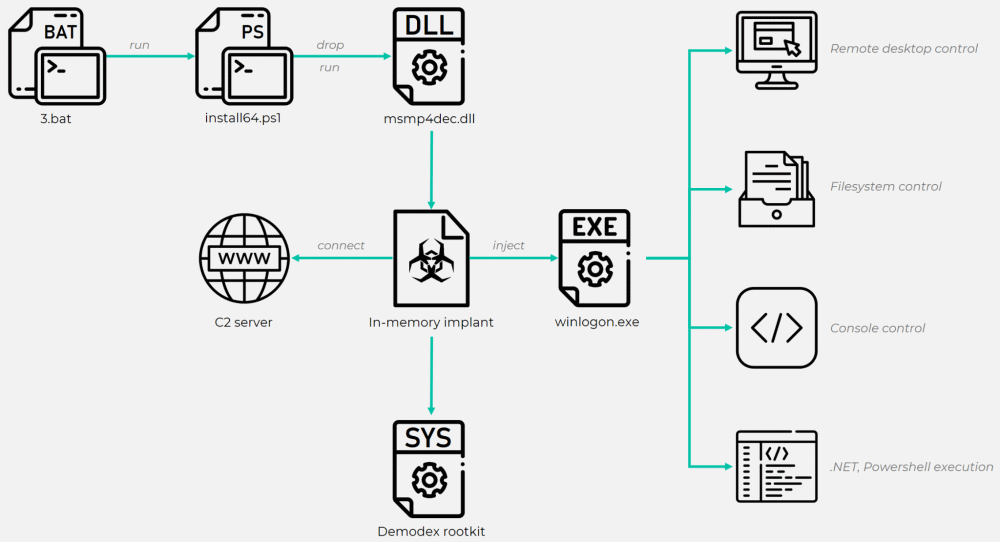 BAT
>_
3.bat
run
PS
>_
install64.ps1
drop
run
DLL
msmp4dec.dll
Remote desktop control
Filesystem control
WWW
C2 server
connect
In-memory implant
inject
EXE
winlogon.exe
</>
Console control
SYS
Demodex rootkit
</>
.NET, Powershell execution